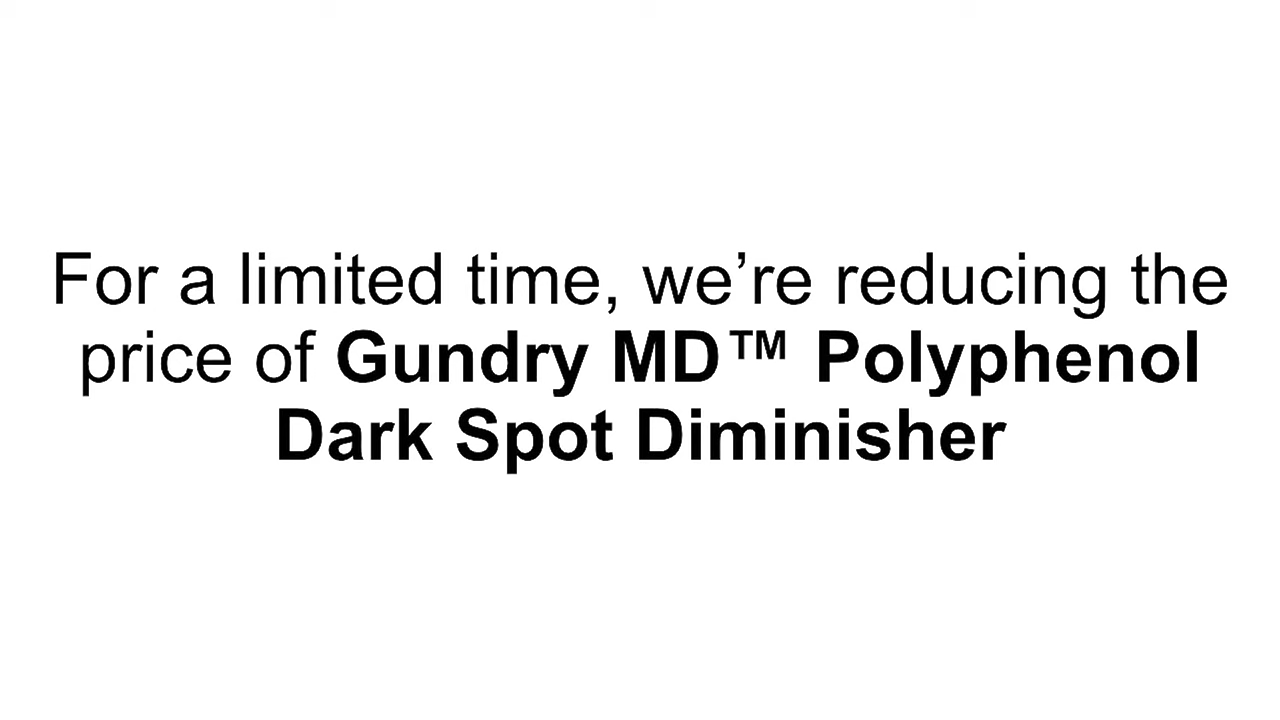 For a limited time, we’re reducing the
price of Gundry MD™ Polyphenol
Dark Spot Diminisher